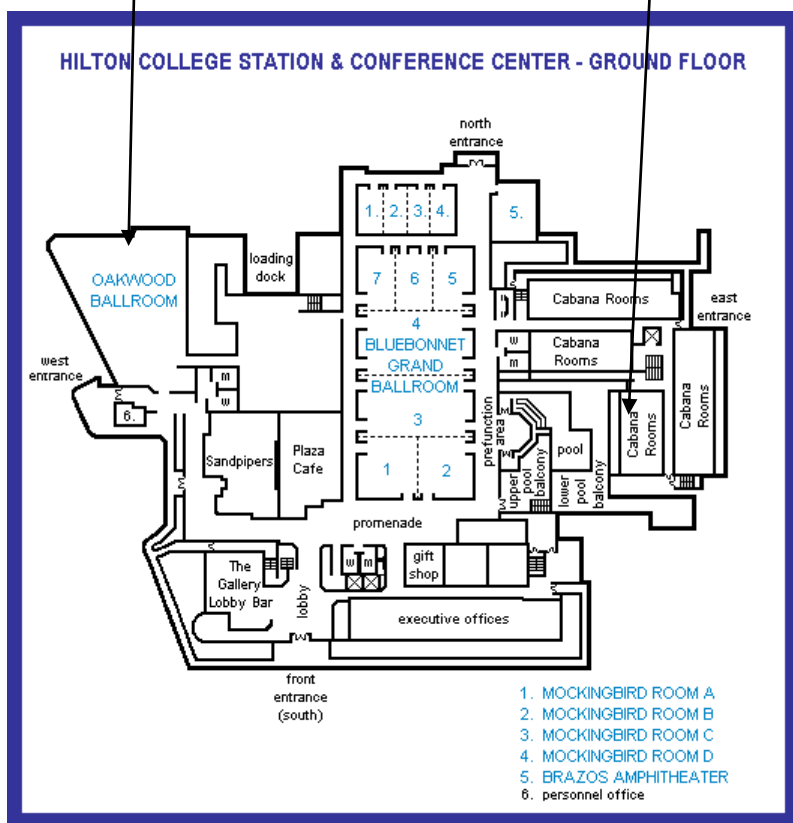 HILTON COLLEGE STATION & CONFERENCE CENTER - GROUND FLOOR
north
entrance
1. 2. 3. 4.
5.
loading
dock
7 6 5
OAKWOOD
BALLROOM
Cabana Rooms
east
entrance
4
BLUEBONNET
GRAND
BALLROOM
w
m
Cabana
Rooms
west
entrance
m
w
6.
3
prefunction
area
Cabana
Rooms
Cabana
Rooms
Sandpipers
Plaza
Cafe
pool
upper
pool
balcony
lower pool
balcony
1 2
promenade
The
Gallery
Lobby Bar
w m
gift
shop
lobby
executive offices
front
entrance
(south)
1. MOCKINGBIRD ROOM A
2. MOCKINGBIRD ROOM B
3. MOCKINGBIRD ROOM C
4. MOCKINGBIRD ROOM D
5. BRAZOS AMPHITHEATER
6. personnel office